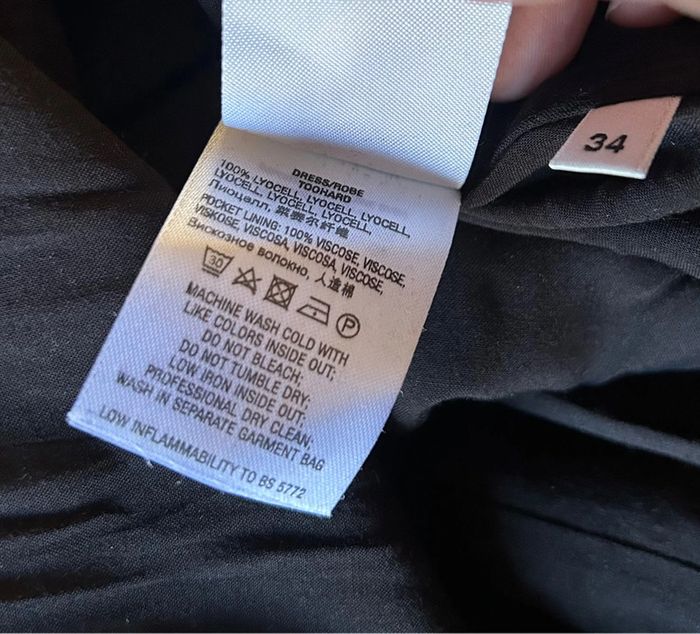 DRESS/ROBE
TOOHARD
100% LYOCELL, LYOCELL, LYOCELL,
LYOCELL, LYOCELL, LYOCELL,
Лиоцелл, 莱赛尔纤维
POCKET LINING: 100% VISCOSE, VISCOSE,
VISKOSE, VISCOSA, VISCOSA, VISCOSE,
Вискозное волокно, 人造棉
30 P
MACHINE WASH COLD WITH
LIKE COLORS INSIDE OUT;
DO NOT BLEACH;
DO NOT TUMBLE DRY;
LOW IRON INSIDE OUT;
PROFESSIONAL DRY CLEAN;
WASH IN SEPARATE GARMENT BAG
LOW INFLAMMABILITY TO BS 5772
34